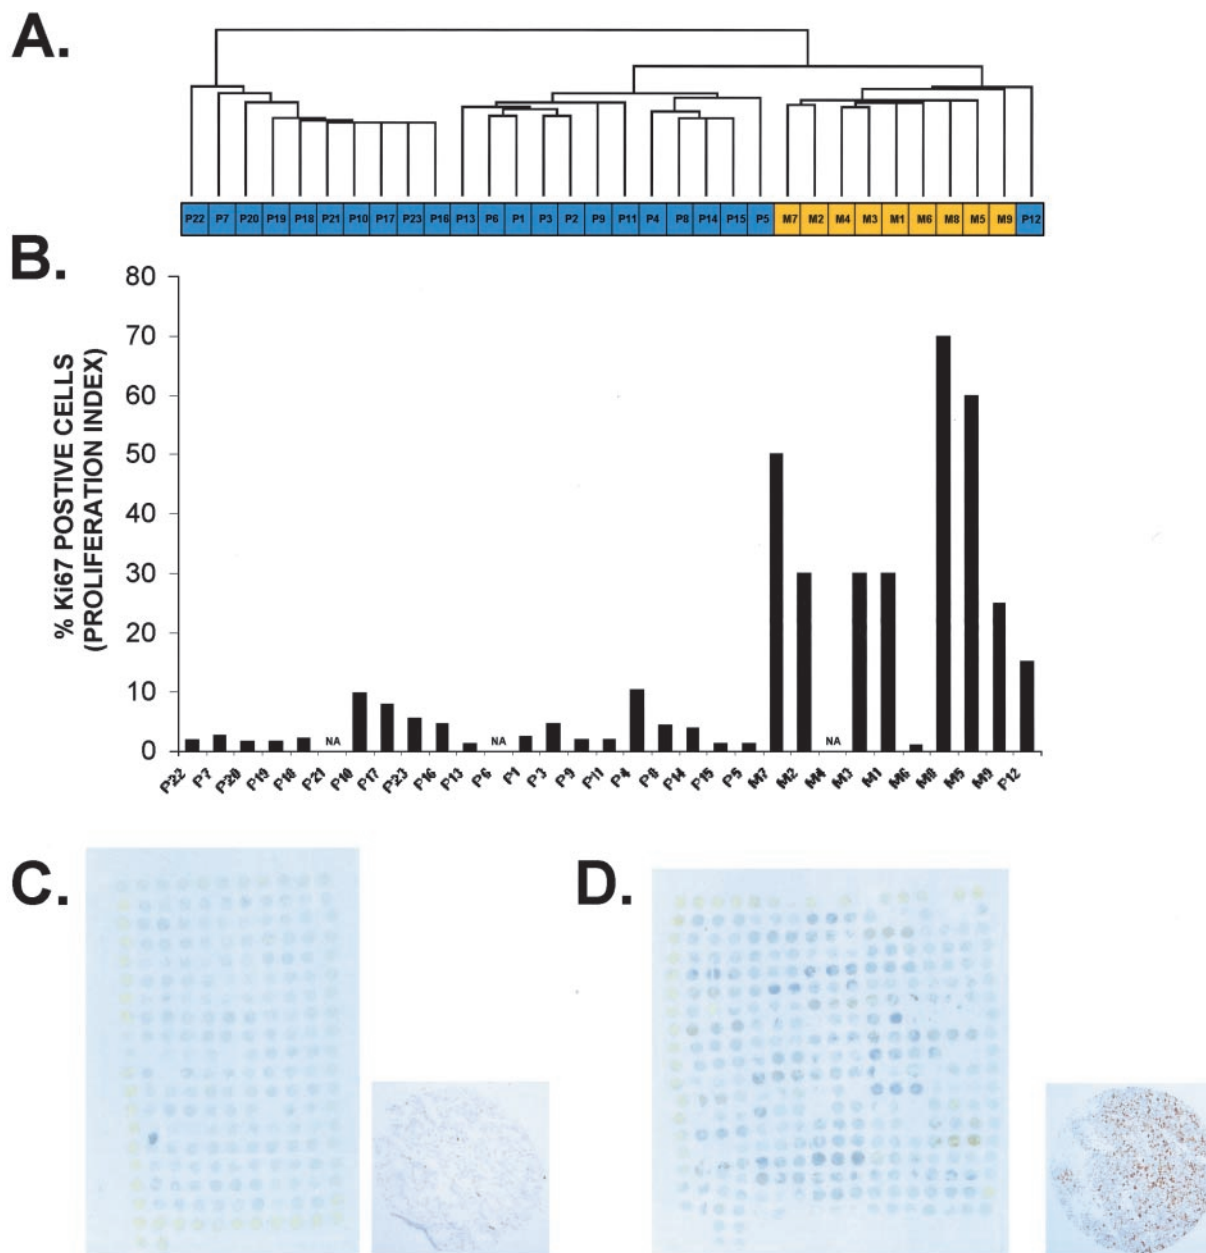 A.
P22 P7 P20 P19 P18 P21 P10 P17 P23 P16 P13 P6 P1 P3 P2 P9 P11 P4 P8 P14 P15 P5 M7 M2 M4 M3 M1 M6 M8 M5 M9 P12
B.
% Ki67 POSTIVE CELLS
(PROLIFERATION INDEX)
80
70
60
50
40
30
20
10
0
NA NA NA
P22 P7 P20 P19 P18 P21 P10 P17 P23 P16 P13 P6 P1 P3 P9 P11 P4 P8 P14 P15 P5 M7 M2 M4 M3 M1 M6 M8 M5 M9 P12
C.
D.